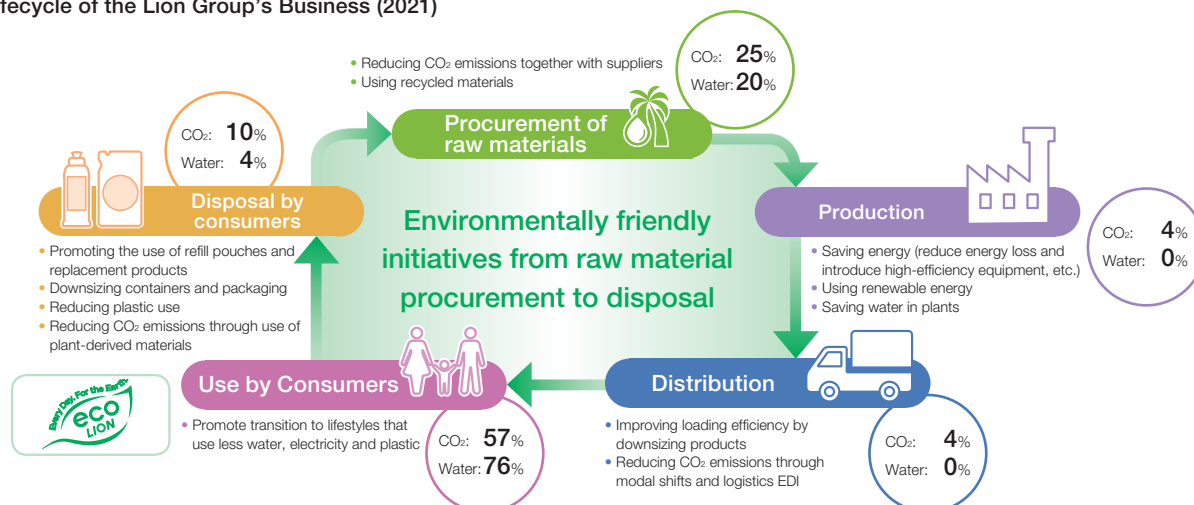 fecycle of the Lion Group's Business (2021)
• Reducing CO₂ emissions together with suppliers
• Using recycled materials
CO₂: 25%
Water: 20%
Procurement of
raw materials
CO₂: 10%
Water: 4%
Disposal by
consumers
• Promoting the use of refill pouches and
replacement products
• Downsizing containers and packaging
• Reducing plastic use
• Reducing CO₂ emissions through use of
plant-derived materials
Environmentally friendly
initiatives from raw material
procurement to disposal
Production
CO₂: 4%
Water: 0%
• Saving energy (reduce energy loss and
introduce high-efficiency equipment, etc.)
• Using renewable energy
• Saving water in plants
Every Day. For the Earth.
eco
LION
Use by Consumers
• Promote transition to lifestyles that
use less water, electricity and plastic
CO₂: 57%
Water: 76%
Distribution
• Improving loading efficiency by
downsizing products
• Reducing CO₂ emissions through
modal shifts and logistics EDI
CO₂: 4%
Water: 0%